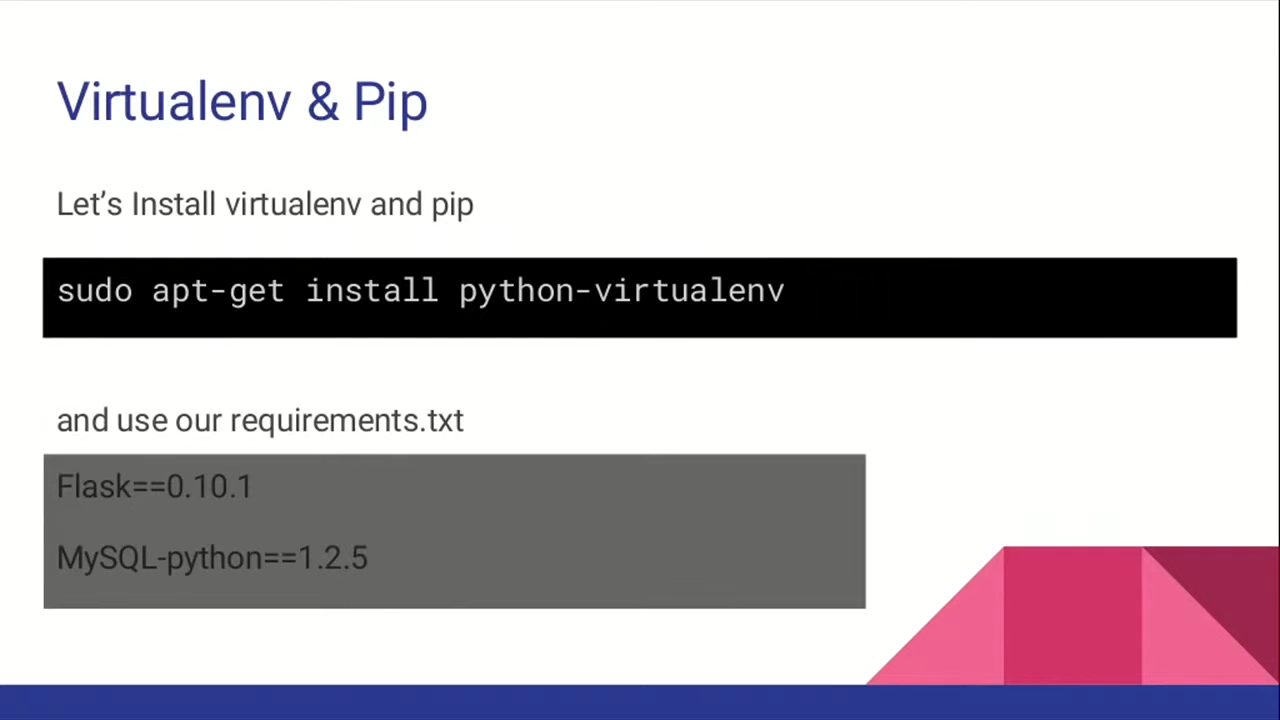 Virtualenv & Pip
Let’s Install virtualenv and pip
sudo apt-get install python-virtualenv
and use our requirements.txt
Flask==0.10.1
MySQL-python==1.2.5